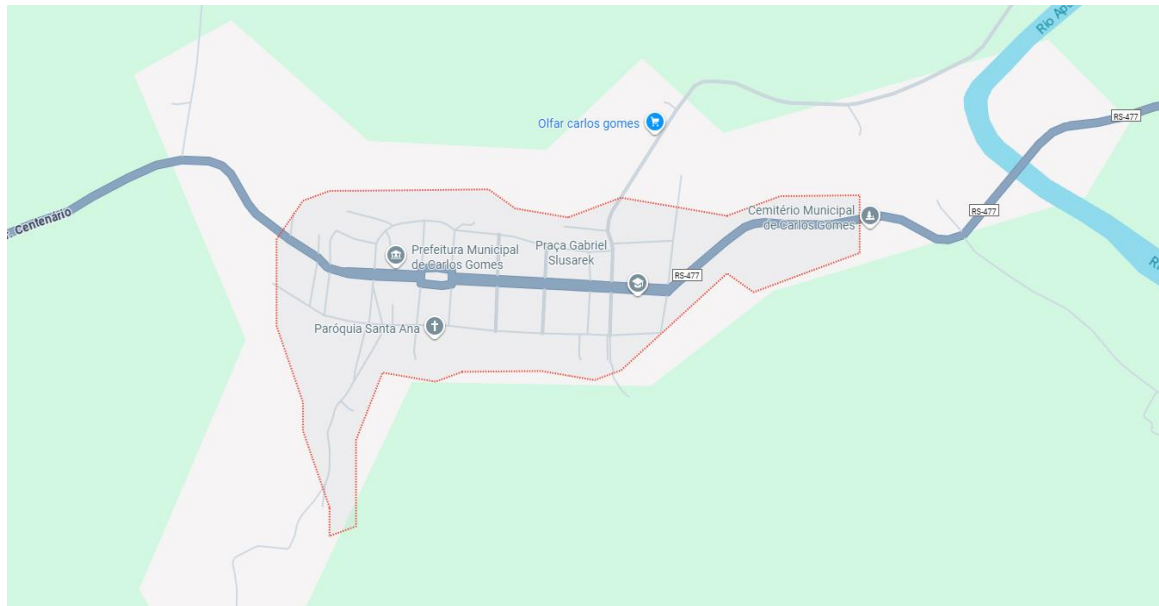 Rio Ap
RS-477
Olfar carlos gomes
Centenário
Cemitério Municipal
de Carlos Gomes
RS-477
Prefeitura Municipal
de Carlos Gomes
Praça Gabriel
Slusarek
RS-477
Paróquia Santa Ana